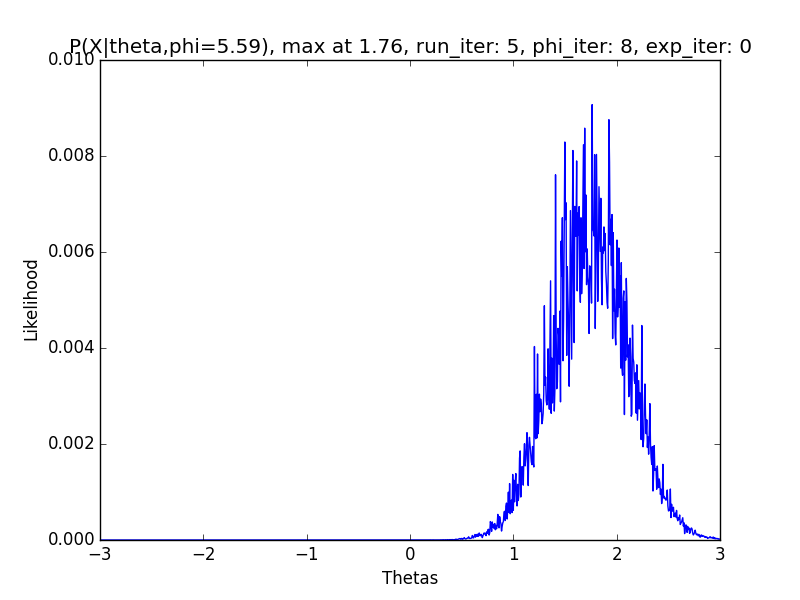 P(X|theta,phi=5.59), max at 1.76, run_iter: 5, phi_iter: 8, exp_iter: 0
0.010
0.008
0.006
0.004
0.002
0.000
Likelihood
−3 −2 −1 0 1 2 3
Thetas